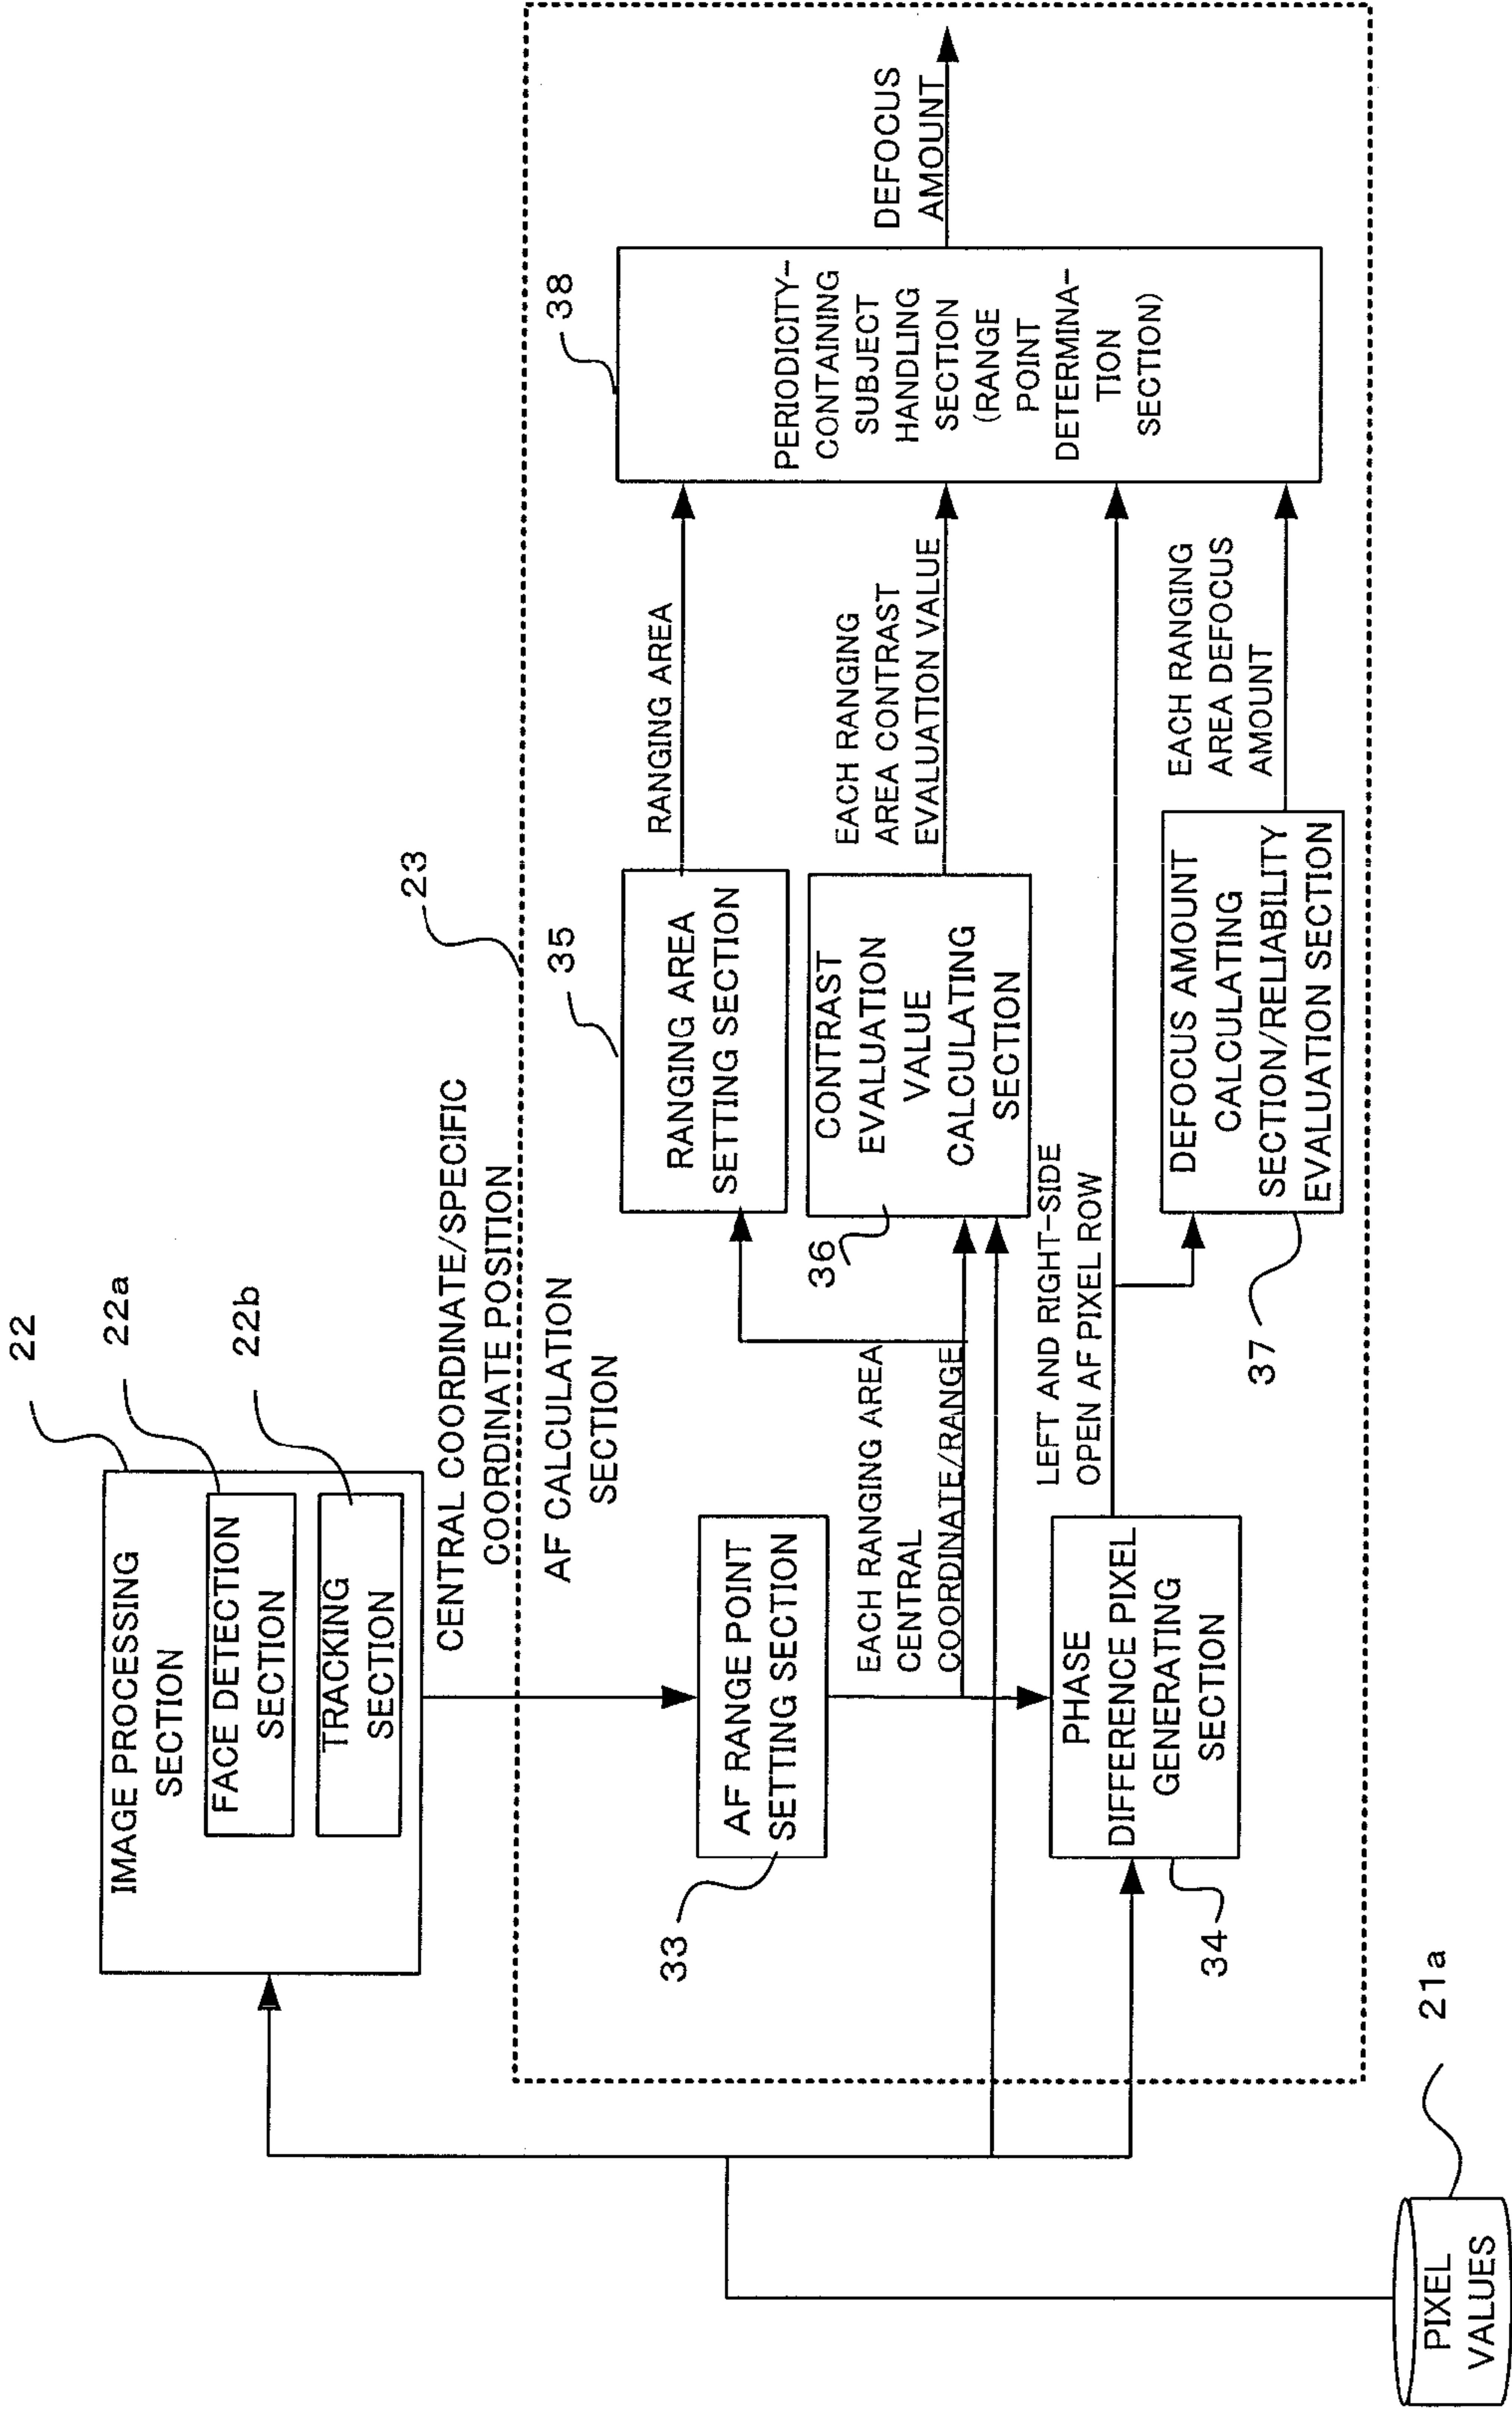 22
IMAGE PROCESSING
SECTION
22a
FACE DETECTION
SECTION
22b
TRACKING
SECTION
CENTRAL COORDINATE/SPECIFIC
COORDINATE POSITION
23
AF CALCULATION
SECTION
33
AF RANGE POINT
SETTING SECTION
EACH RANGING AREA
CENTRAL
COORDINATE/RANGE
34
PHASE
DIFFERENCE PIXEL
GENERATING
SECTION
LEFT AND RIGHT-SIDE
OPEN AF PIXEL ROW
35
RANGING AREA
SETTING SECTION
RANGING AREA
36
CONTRAST
EVALUATION
VALUE
CALCULATING
SECTION
EACH RANGING
AREA CONTRAST
EVALUATION VALUE
37
DEFOCUS AMOUNT
CALCULATING
SECTION/RELIABILITY
EVALUATION SECTION
EACH RANGING
AREA DEFOCUS
AMOUNT
38
PERIODICITY-
CONTAINING
SUBJECT
HANDLING
SECTION
(RANGE
POINT
DETERMINA-
TION
SECTION)
DEFOCUS
AMOUNT
21a
PIXEL
VALUES